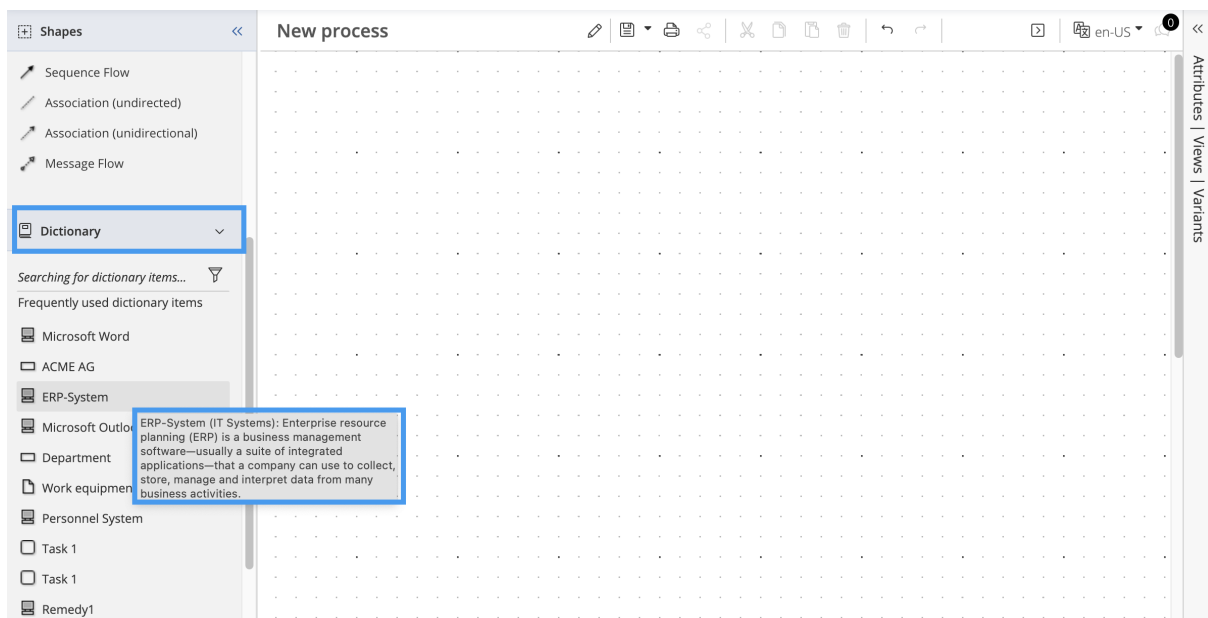 Shapes
New process
en-US
0
Attributes | Views | Variants
Sequence Flow
Association (undirected)
Association (unidirectional)
Message Flow
Dictionary
Searching for dictionary items...
Frequently used dictionary items
Microsoft Word
ACME AG
ERP-System
ERP-System (IT Systems): Enterprise resource
planning (ERP) is a business management
software—usually a suite of integrated
applications—that a company can use to collect,
store, manage and interpret data from many
business activities.
Microsoft Outlo
Department
Work equipmen
Personnel System
Task 1
Task 1
Remedy1